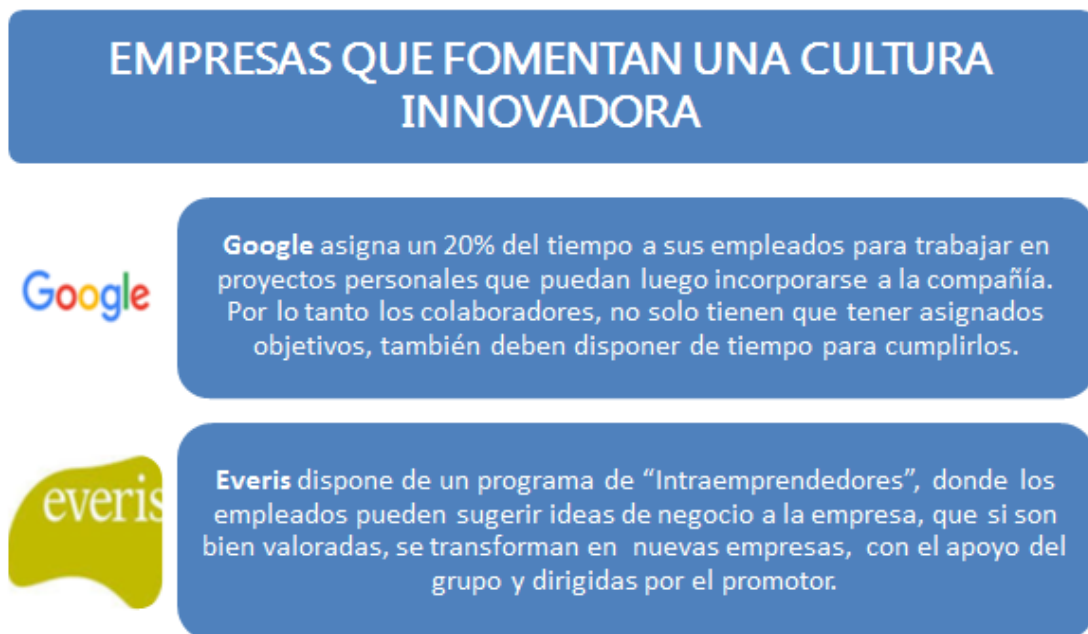 EMPRESAS QUE FOMENTAN UNA CULTURA
INNOVADORA
Google
Google asigna un 20% del tiempo a sus empleados para trabajar en
proyectos personales que puedan luego incorporarse a la compañía.
Por lo tanto los colaboradores, no solo tienen que tener asignados
objetivos, también deben disponer de tiempo para cumplirlos.
everis
Everis dispone de un programa de “Intraemprendedores”, donde los
empleados pueden sugerir ideas de negocio a la empresa, que si son
bien valoradas, se transforman en nuevas empresas, con el apoyo del
grupo y dirigidas por el promotor.